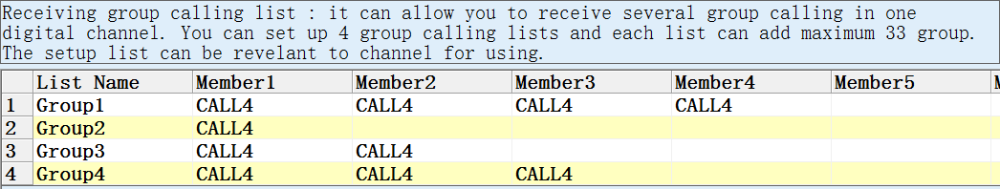 Receiving group calling list : it can allow you to receive several group calling in one
digital channel. You can set up 4 group calling lists and each list can add maximum 33 group.
The setup list can be revelant to channel for using.
List Name Member1 Member2 Member3 Member4 Member5
1 Group1 CALL4 CALL4 CALL4 CALL4
2 Group2 CALL4
3 Group3 CALL4 CALL4
4 Group4 CALL4 CALL4 CALL4